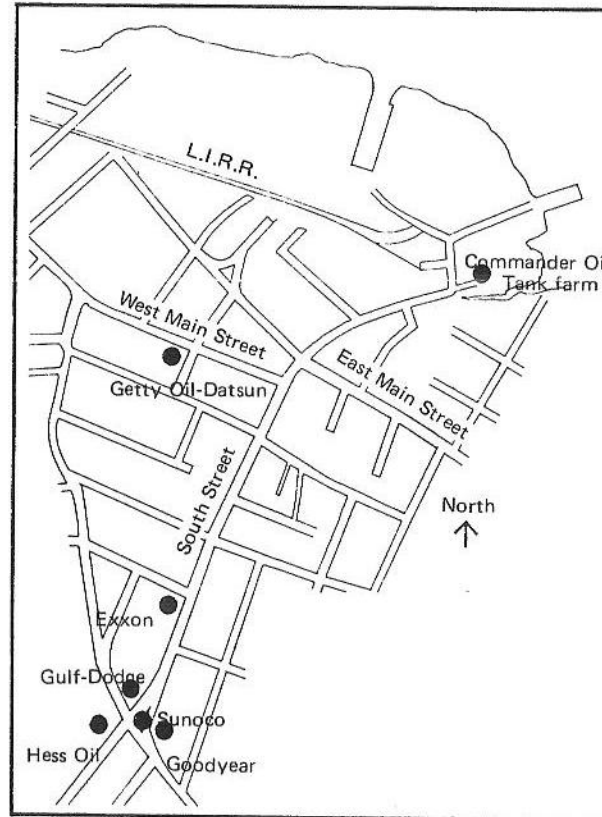 L.I.R.R.
Commander Oi
Tank farm
West Main Street
Getty Oil-Datsun
East Main Street
South Street
North
Exxon
Gulf-Dodge
Sunoco
Hess Oil
Goodyear